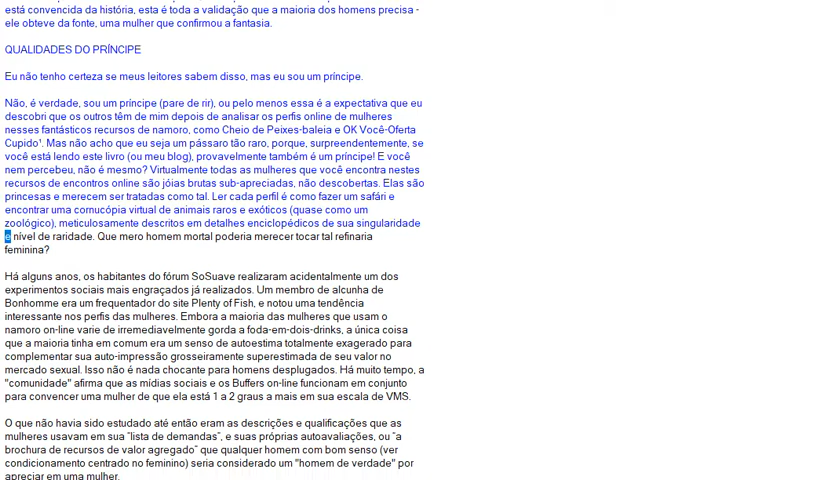 está convencida da história, esta é toda a validação que a maioria dos homens precisa -
ele obteve da fonte, uma mulher que confirmou a fantasia.
QUALIDADES DO PRÍNCIPE
Eu não tenho certeza se meus leitores sabem disso, mas eu sou um príncipe.
Não, é verdade, sou um príncipe (pare de rir), ou pelo menos essa é a expectativa que eu
descobri que os outros têm de mim depois de analisar os perfis online de mulheres
nesses fantásticos recursos de namoro, como Cheio de Peixes-baleia e OK Você-Oferta
Cupido¹. Mas não acho que eu seja um pássaro tão raro, porque, surpreendentemente, se
você está lendo este livro (ou meu blog), provavelmente também é um príncipe! E você
nem percebeu, não é mesmo? Virtualmente todas as mulheres que você encontra nestes
recursos de encontros online são jóias brutas sub-apreciadas, não descobertas. Elas são
princesas e merecem ser tratadas como tal. Ler cada perfil é como fazer um safári e
encontrar uma cornucópia virtual de animais raros e exóticos (quase como um
zoológico), meticulosamente descritos em detalhes enciclopédicos de sua singularidade
e nível de raridade. Que mero homem mortal poderia merecer tocar tal refinaria
feminina?
Há alguns anos, os habitantes do fórum SoSuave realizaram acidentalmente um dos
experimentos sociais mais engraçados já realizados. Um membro de alcunha de
Bonhomme era um frequentador do site Plenty of Fish, e notou uma tendência
interessante nos perfis das mulheres. Embora a maioria das mulheres que usam o
namoro on-line varie de irremediavelmente gorda a foda-em-dois-drinks, a única coisa
que a maioria tinha em comum era um senso de autoestima totalmente exagerado para
complementar sua auto-impressão grosseiramente superestimada de seu valor no
mercado sexual. Isso não é nada chocante para homens desplugados. Há muito tempo, a
"comunidade" afirma que as mídias sociais e os Buffers on-line funcionam em conjunto
para convencer uma mulher de que ela está 1 a 2 graus a mais em sua escala de VMS.
O que não havia sido estudado até então eram as descrições e qualificações que as
mulheres usavam em sua “lista de demandas”, e suas próprias autoavaliações, ou “a
brochura de recursos de valor agregado” que qualquer homem com bom senso (ver
condicionamento centrado no feminino) seria considerado um "homem de verdade" por
apreciar em uma mulher.